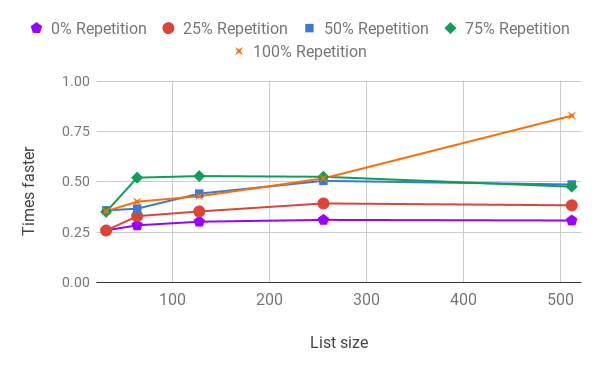 0% Repetition 25% Repetition 50% Repetition 75% Repetition
100% Repetition
1.00
0.75
0.50
0.25
0.00
Times faster
100 200 300 400 500
List size